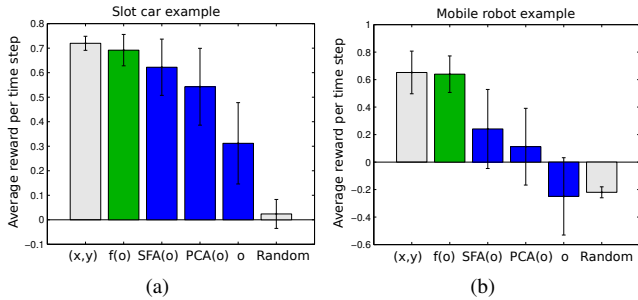 Slot car example
Average reward per time step
0.8
0.7
0.6
0.5
0.4
0.3
0.2
0.1
0
-0.1
(x,y) f(o) SFA(o) PCA(o) o Random
(a)
Mobile robot example
Average reward per time step
1
0.8
0.6
0.4
0.2
0
-0.2
-0.4
-0.6
(x,y) f(o) SFA(o) PCA(o) o Random
(b)